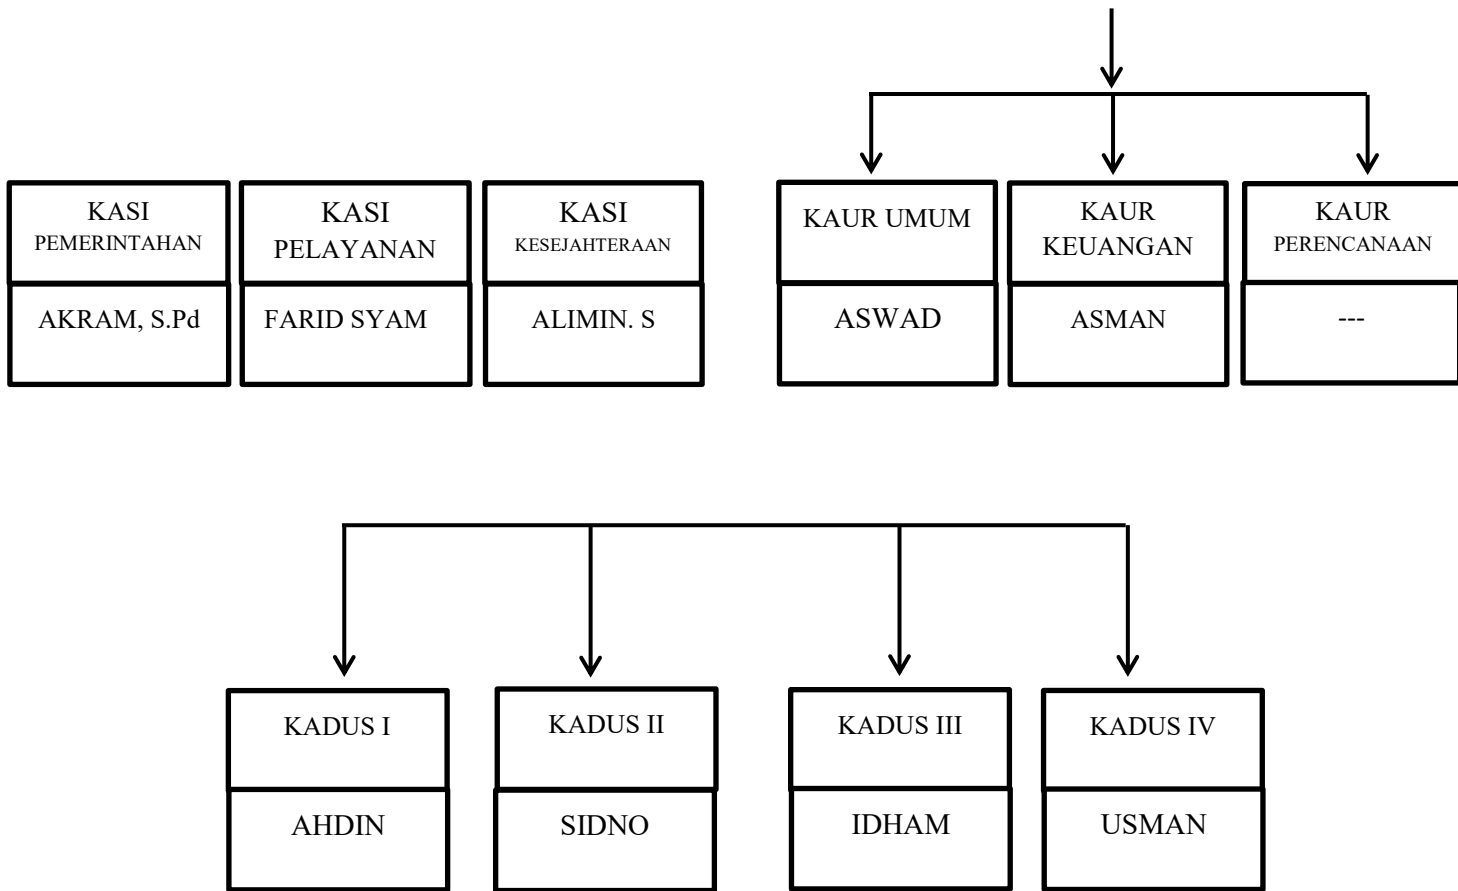 KASI
PEMERINTAHAN
AKRAM, S.Pd
KASI
PELAYANAN
FARID SYAM
KASI
KESEJAHTERAAN
ALIMIN. S
KAUR UMUM
ASWAD
KAUR
KEUANGAN
ASMAN
KAUR
PERENCANAAN
---
KADUS I
AHDIN
KADUS II
SIDNO
KADUS III
IDHAM
KADUS IV
USMAN